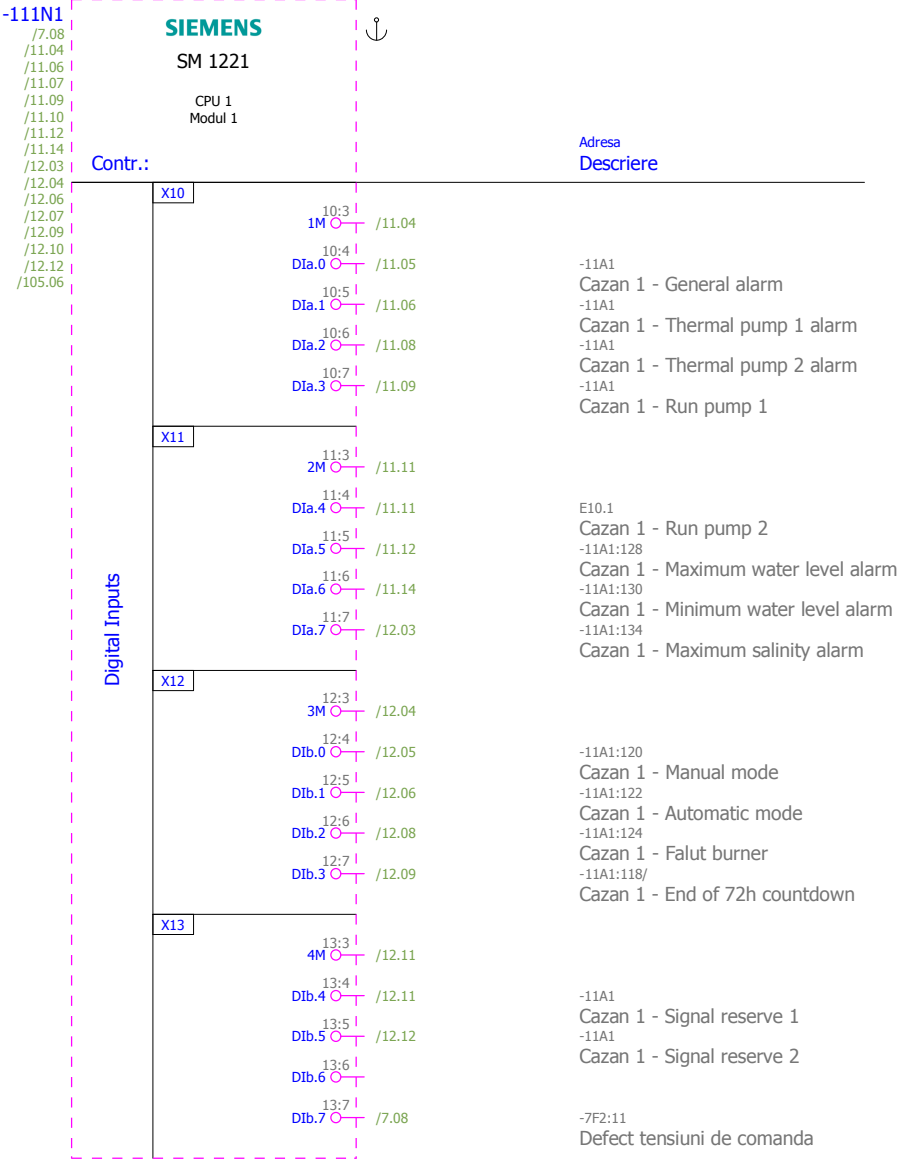 -111N1
/7.08
/11.04
/11.06
/11.07
/11.09
/11.10
/11.12
/11.14
/12.03
/12.04
/12.06
/12.07
/12.09
/12.10
/12.12
/105.06
SIEMENS
SM 1221
CPU 1
Modul 1
Adresa
Contr.: Descriere
Digital Inputs
X10
10:3
1M /11.04
10:4
DIa.0 /11.05 -11A1
Cazan 1 - General alarm
10:5
DIa.1 /11.06 -11A1
Cazan 1 - Thermal pump 1 alarm
10:6
DIa.2 /11.08 -11A1
Cazan 1 - Thermal pump 2 alarm
10:7
DIa.3 /11.09 -11A1
Cazan 1 - Run pump 1
X11
11:3
2M /11.11
11:4
DIa.4 /11.11 E10.1
Cazan 1 - Run pump 2
11:5
DIa.5 /11.12 -11A1:128
Cazan 1 - Maximum water level alarm
11:6
DIa.6 /11.14 -11A1:130
Cazan 1 - Minimum water level alarm
11:7
DIa.7 /12.03 -11A1:134
Cazan 1 - Maximum salinity alarm
X12
12:3
3M /12.04
12:4
DIb.0 /12.05 -11A1:120
Cazan 1 - Manual mode
12:5
DIb.1 /12.06 -11A1:122
Cazan 1 - Automatic mode
12:6
DIb.2 /12.08 -11A1:124
Cazan 1 - Falut burner
12:7
DIb.3 /12.09 -11A1:118/
Cazan 1 - End of 72h countdown
X13
13:3
4M /12.11
13:4
DIb.4 /12.11 -11A1
Cazan 1 - Signal reserve 1
13:5
DIb.5 /12.12 -11A1
Cazan 1 - Signal reserve 2
13:6
DIb.6
13:7
DIb.7 /7.08 -7F2:11
Defect tensiuni de comanda